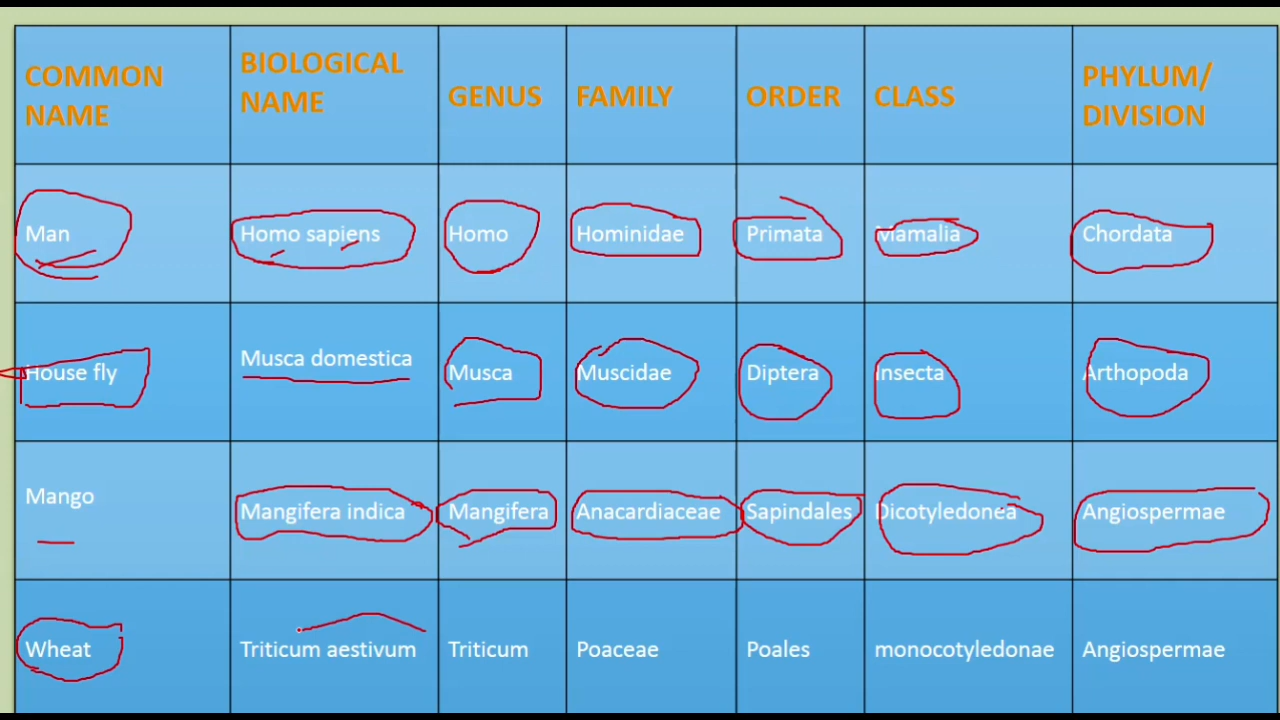 COMMON NAME BIOLOGICAL NAME GENUS FAMILY ORDER CLASS PHYLUM/ DIVISION
Man Homo sapiens Homo Hominidae Primata Mamalia Chordata
House fly Musca domestica Musca Muscidae Diptera Insecta Arthopoda
Mango Mangifera indica Mangifera Anacardiaceae Sapindales Dicotyledonea Angiospermae
Wheat Triticum aestivum Triticum Poaceae Poales monocotyledonae Angiospermae